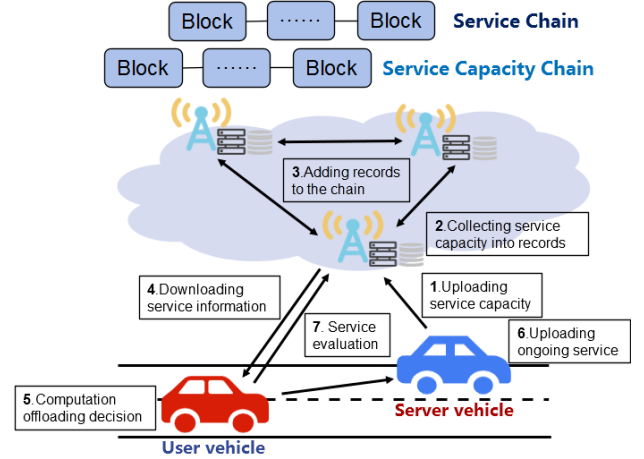 Block
......
Block
Service Chain
Block
......
Block
Service Capacity Chain
3.Adding records
to the chain
2.Collecting service
capacity into records
4.Downloading
service information
1.Uploading
service capacity
7. Service
evaluation
6.Uploading
ongoing service
5.Computation
offloading decision
Server vehicle
User vehicle